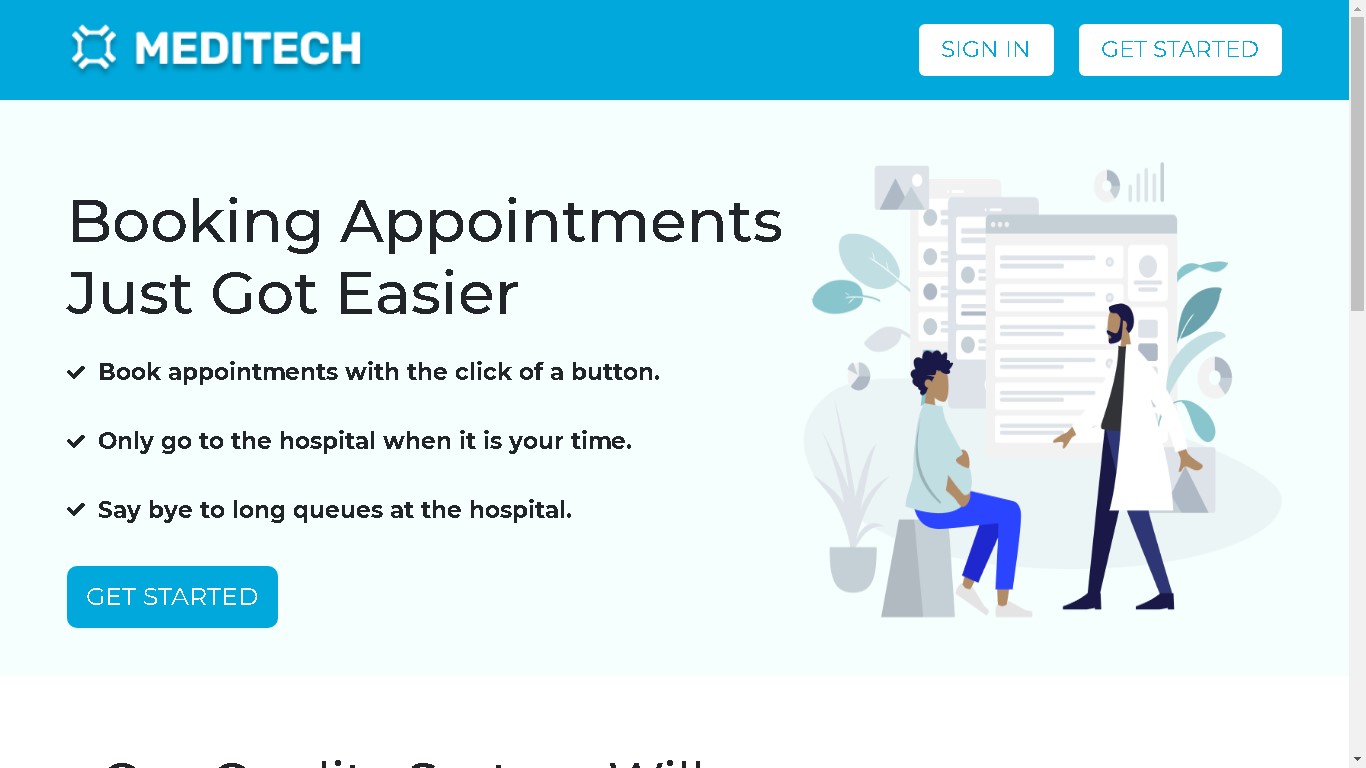 MEDITECH
SIGN IN
GET STARTED
Booking Appointments
Just Got Easier
Book appointments with the click of a button.
Only go to the hospital when it is your time.
Say bye to long queues at the hospital.
GET STARTED